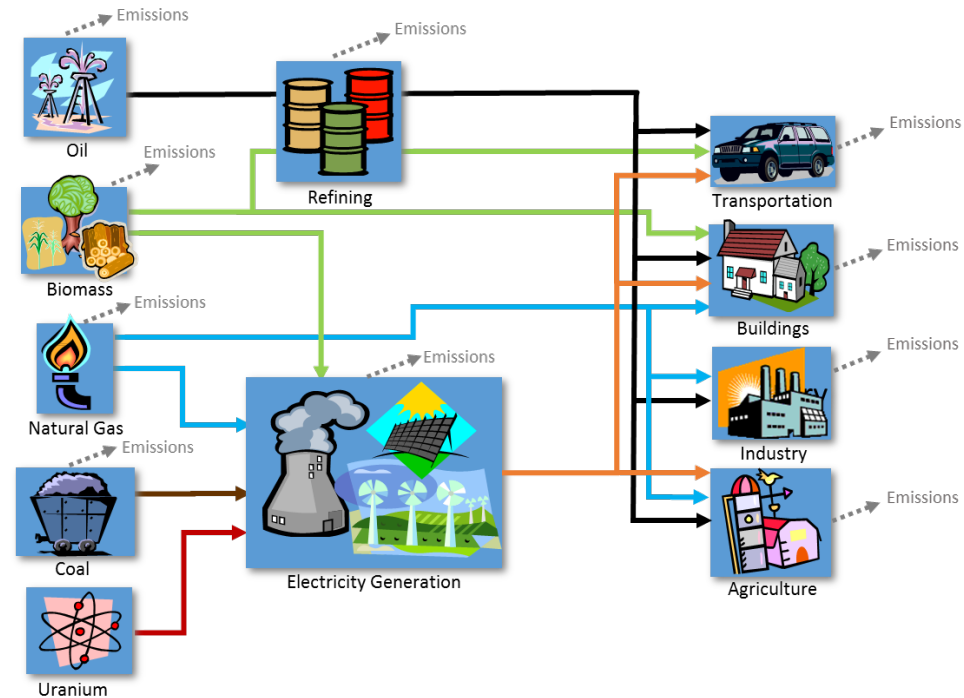 Emissions
Oil
Emissions
Refining
Emissions
Transportation
Emissions
Biomass
Emissions
Buildings
Emissions
Natural Gas
Emissions
Electricity Generation
Emissions
Industry
Emissions
Coal
Emissions
Agriculture
Uranium